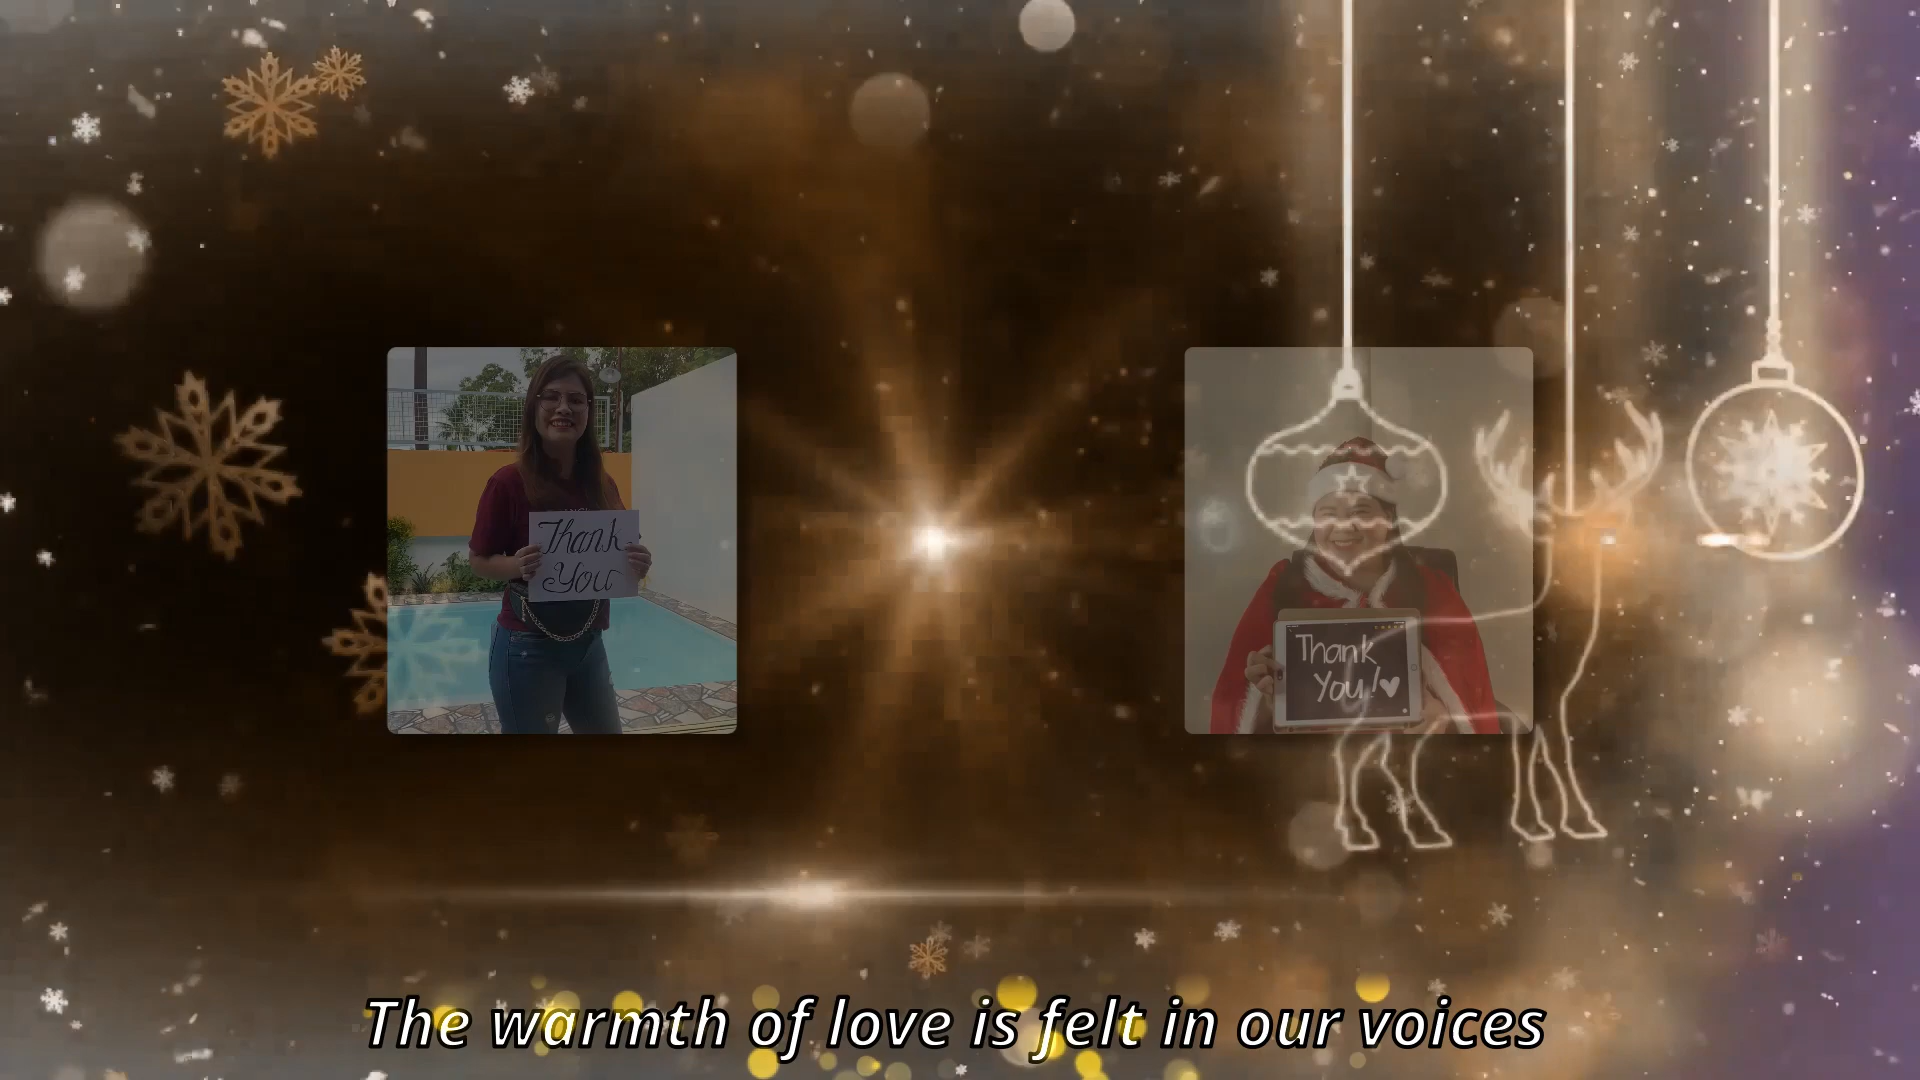 Thank
You
Thank
You!♥
The warmth of love is felt in our voices